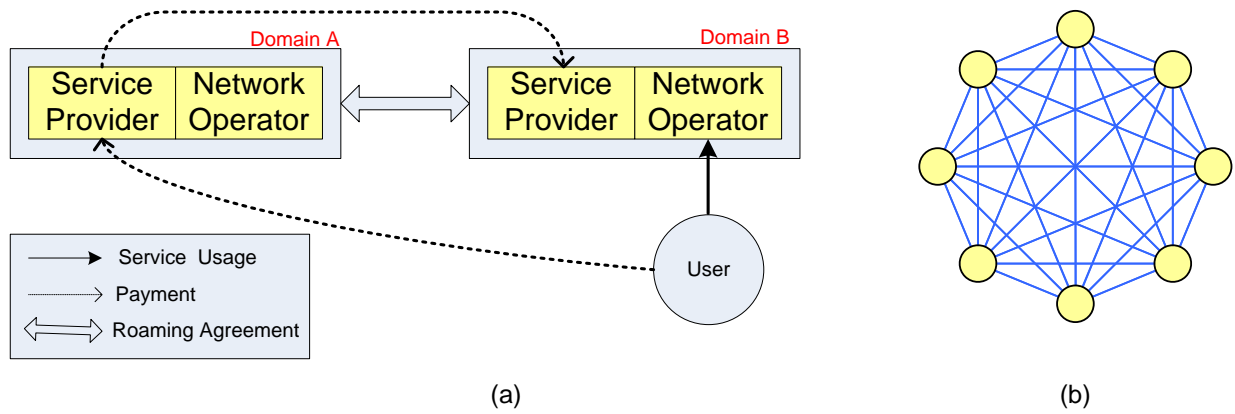 Domain A
Domain B
Service Provider
Network Operator
Service Provider
Network Operator
User
Service Usage
Payment
Roaming Agreement
(a)
(b)